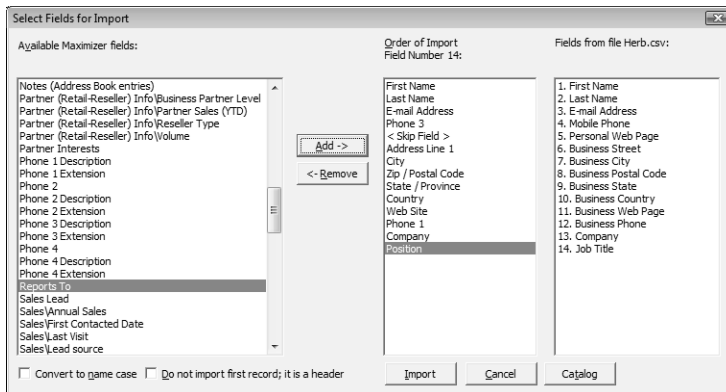 Select Fields for Import
Available Maximizer fields:
Notes (Address Book entries)
Partner (Retail-Reseller) Info\Business Partner Level
Partner (Retail-Reseller) Info\Partner Sales (YTD)
Partner (Retail-Reseller) Info\Reseller Type
Partner (Retail-Reseller) Info\Volume
Partner Interests
Phone 1 Description
Phone 1 Extension
Phone 2
Phone 2 Description
Phone 2 Extension
Phone 3 Description
Phone 3 Extension
Phone 4
Phone 4 Description
Phone 4 Extension
Reports To
Sales Lead
Sales\Annual Sales
Sales\First Contacted Date
Sales\Last Visit
Sales\Lead source
Add ->
<- Remove
Order of Import
Field Number 14:
First Name
Last Name
E-mail Address
Phone 3
< Skip Field >
Address Line 1
City
Zip / Postal Code
State / Province
Country
Web Site
Phone 1
Company
Position
Fields from file Herb.csv:
1. First Name
2. Last Name
3. E-mail Address
4. Mobile Phone
5. Personal Web Page
6. Business Street
7. Business City
8. Business Postal Code
9. Business State
10. Business Country
11. Business Web Page
12. Business Phone
13. Company
14. Job Title
Convert to name case
Do not import first record; it is a header
Import
Cancel
Catalog